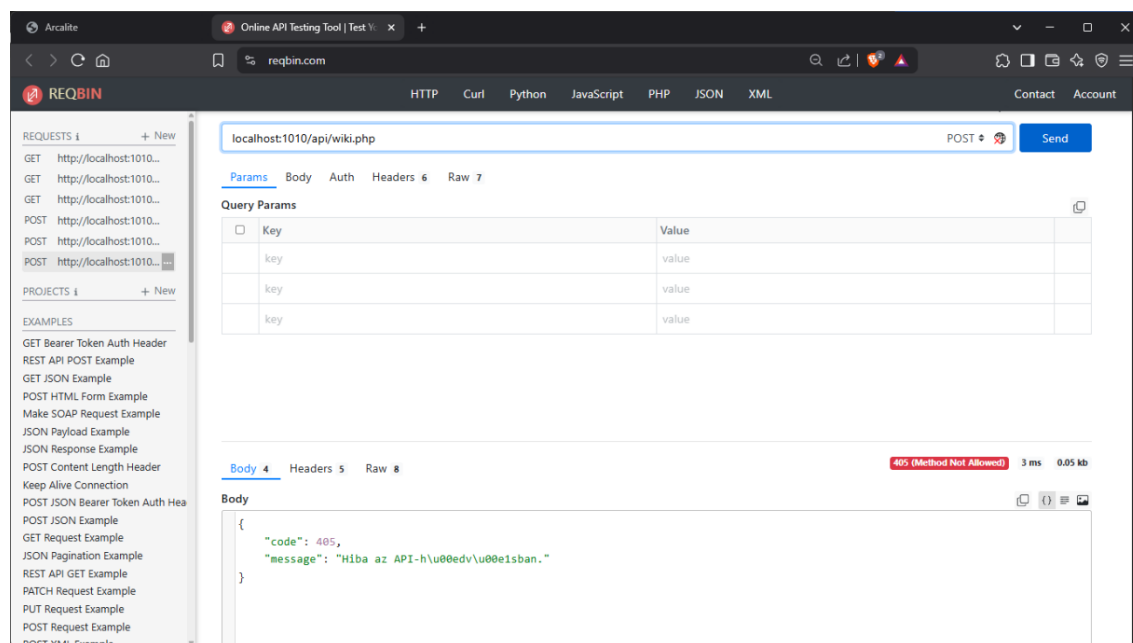 Arcalite
Online API Testing Tool | Test Yo
reqbin.com
2
REQBIN
HTTP Curl Python JavaScript PHP JSON XML
Contact Account
REQUESTS i + New
GET http://localhost:1010...
GET http://localhost:1010...
GET http://localhost:1010...
POST http://localhost:1010...
POST http://localhost:1010...
POST http://localhost:1010... ...
PROJECTS i + New
EXAMPLES
GET Bearer Token Auth Header
REST API POST Example
GET JSON Example
POST HTML Form Example
Make SOAP Request Example
JSON Payload Example
JSON Response Example
POST Content Length Header
Keep Alive Connection
POST JSON Bearer Token Auth Hea
POST JSON Example
GET Request Example
JSON Pagination Example
REST API GET Example
PATCH Request Example
PUT Request Example
POST Request Example
POST XML Example
localhost:1010/api/wiki.php POST Send
Params Body Auth Headers 6 Raw 7
Query Params
Key Value
key value
key value
key value
Body 4 Headers 5 Raw 8
405 (Method Not Allowed) 3 ms 0.05 kb
Body
{
"code": 405,
"message": "Hiba az API-h\u00edv\u00e1sban."
}